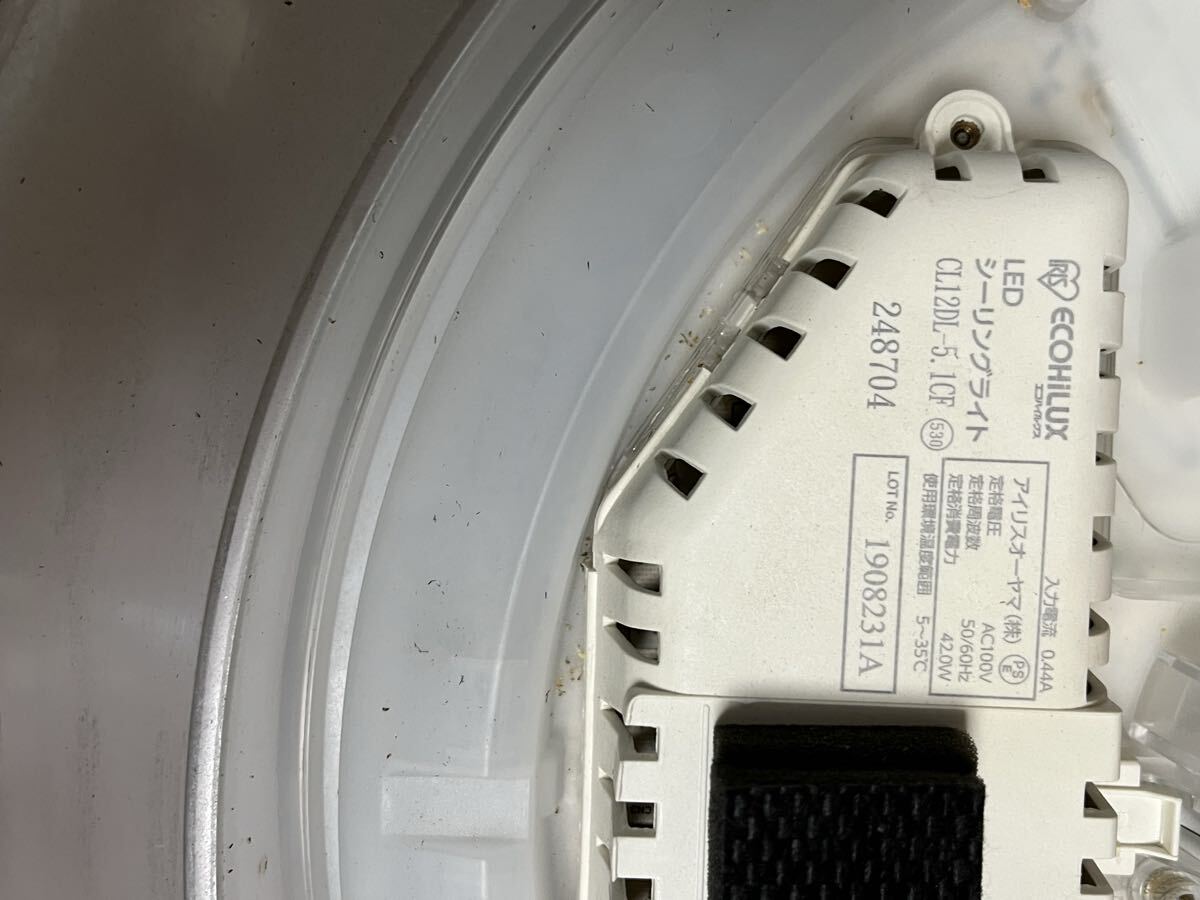 IRIS ECOHiLUX
エコハイルックス
LED
シーリングライト
CL12DL-5.1CF 530
248704
入力電流 0.44A
アイリスオーヤマ(株) PSE
定格電圧 AC100V
定格周波数 50/60Hz
定格消費電力 42.0W
使用環境温度範囲 5~35℃
LOT No. 1908231A